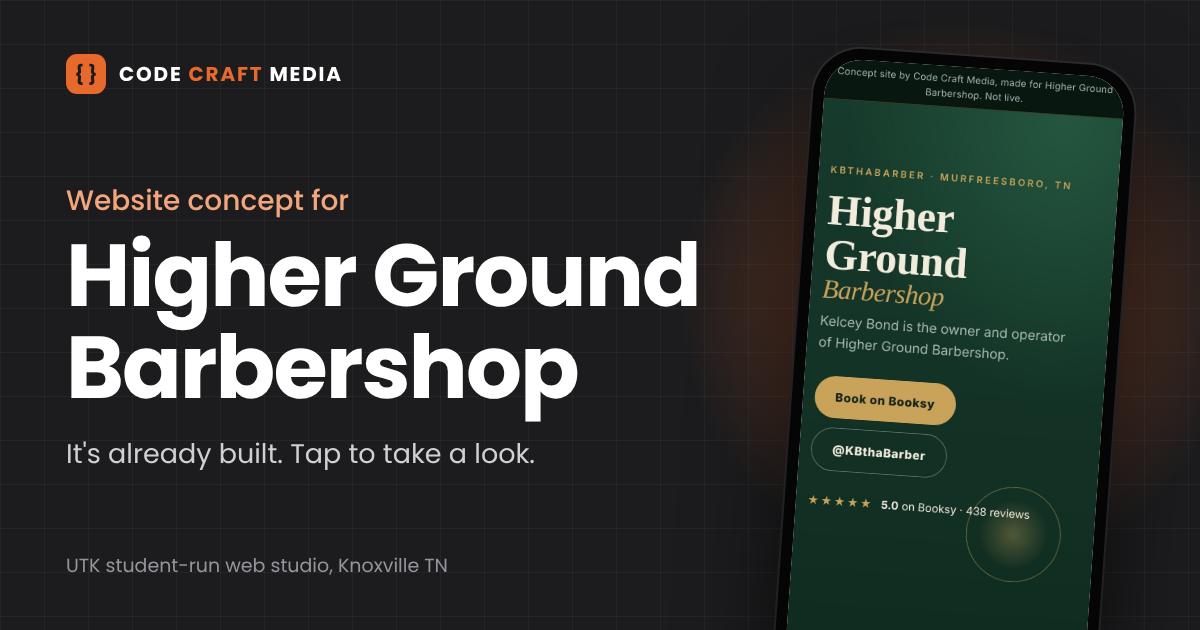 { } CODE CRAFT MEDIA
Website concept for
Higher Ground
Barbershop
It's already built. Tap to take a look.
UTK student-run web studio, Knoxville TN
Concept site by Code Craft Media, made for Higher Ground
Barbershop. Not live.
KBTHABARBER · MURFREESBORO, TN
Higher
Ground
Barbershop
Kelcey Bond is the owner and operator
of Higher Ground Barbershop.
Book on Booksy
@KBthaBarber
★★★★★ 5.0 on Booksy · 438 reviews